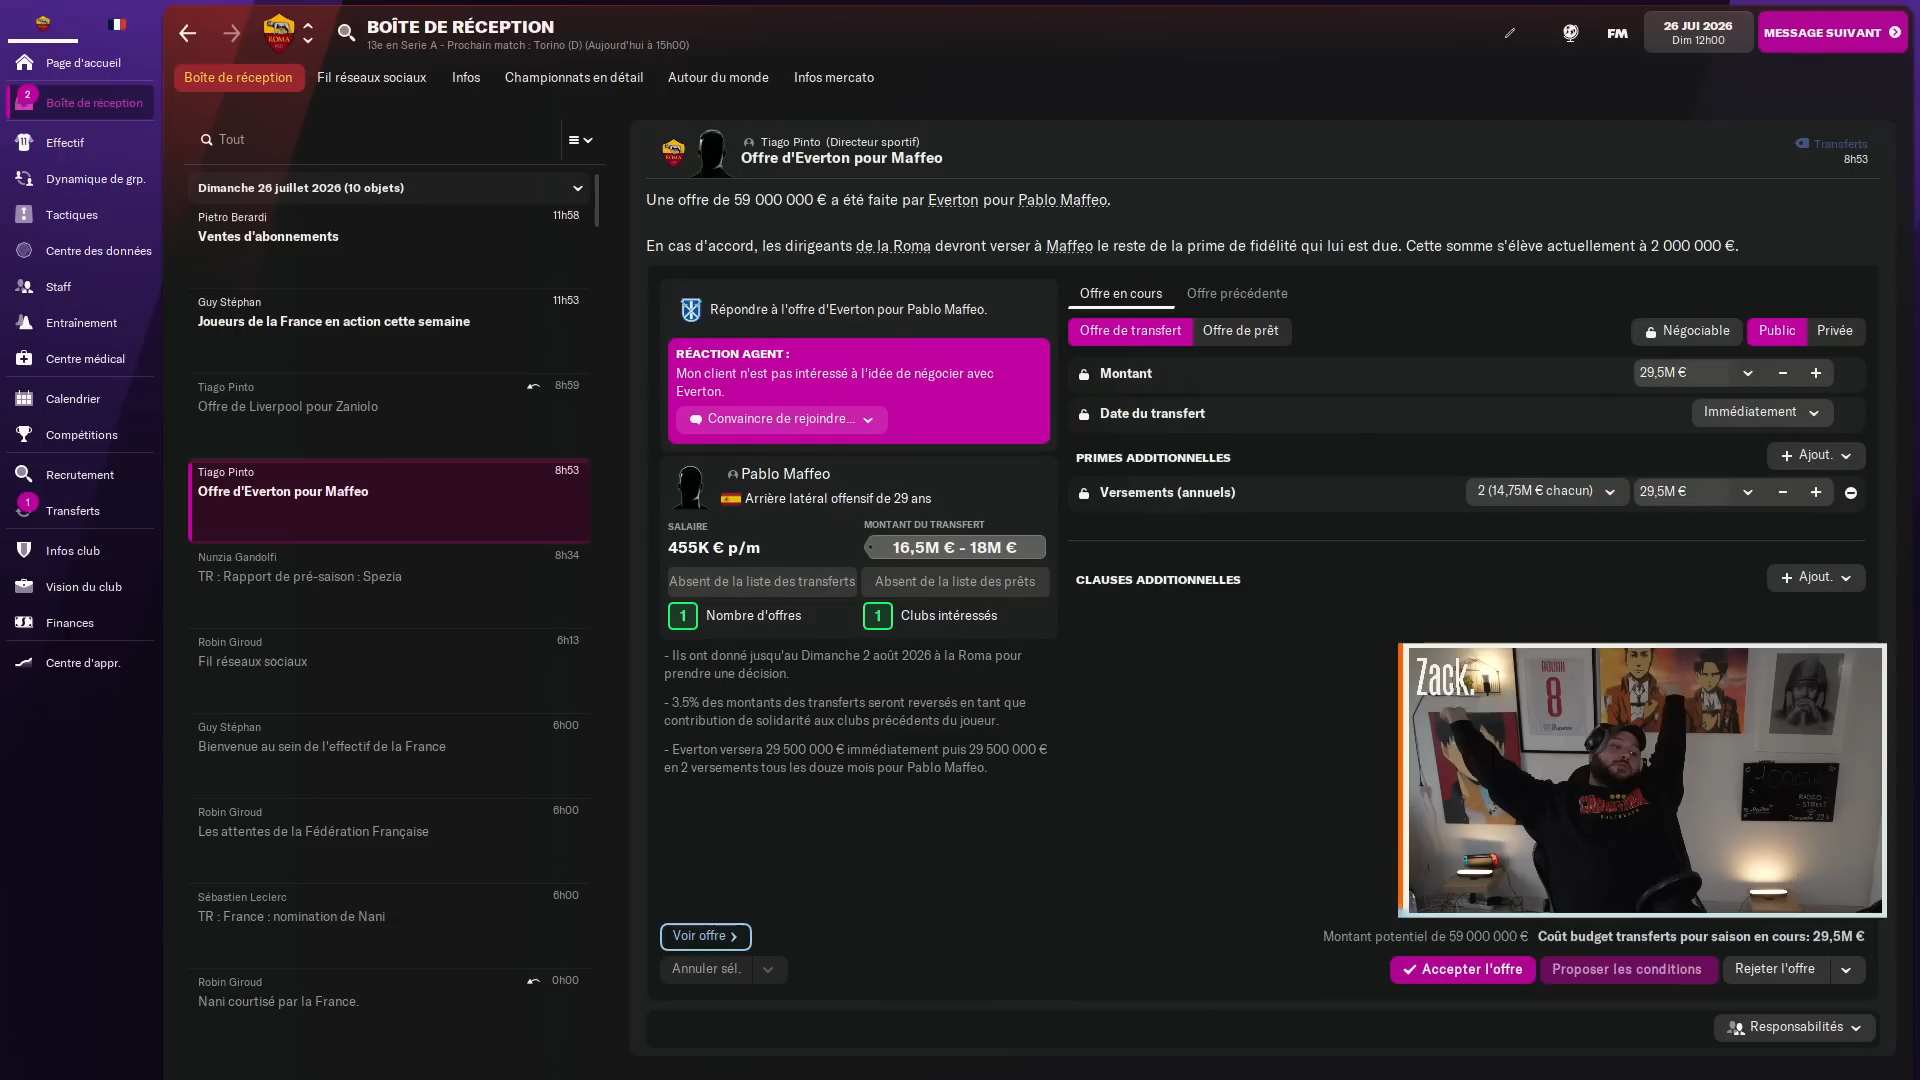 BOÎTE DE RÉCEPTION
13e en Serie A - Prochain match : Torino (D) (Aujourd'hui à 15h00)
FM
26 JUI 2026
Dim 12h00
MESSAGE SUIVANT
Page d'accueil
2
Boîte de réception
Effectif
Dynamique de grp.
Tactiques
Centre des données
Staff
Entraînement
Centre médical
Calendrier
Compétitions
Recrutement
1
Transferts
Infos club
Vision du club
Finances
Centre d'appr.
Boîte de réception
Fil réseaux sociaux
Infos
Championnats en détail
Autour du monde
Infos mercato
Tout
Dimanche 26 juillet 2026 (10 objets)
Pietro Berardi
11h58
Ventes d'abonnements
Guy Stéphan
11h53
Joueurs de la France en action cette semaine
Tiago Pinto
8h59
Offre de Liverpool pour Zaniolo
Tiago Pinto
8h53
Offre d'Everton pour Maffeo
Nunzia Gandolfi
8h34
TR : Rapport de pré-saison : Spezia
Robin Giroud
6h13
Fil réseaux sociaux
Guy Stéphan
6h00
Bienvenue au sein de l'effectif de la France
Robin Giroud
6h00
Les attentes de la Fédération Française
Sébastien Leclerc
6h00
TR : France : nomination de Nani
Robin Giroud
0h00
Nani courtisé par la France.
Tiago Pinto (Directeur sportif)
Offre d'Everton pour Maffeo
Transferts
8h53
Une offre de 59 000 000 € a été faite par Everton pour Pablo Maffeo.
En cas d'accord, les dirigeants de la Roma devront verser à Maffeo le reste de la prime de fidélité qui lui est due. Cette somme s'élève actuellement à 2 000 000 €.
Répondre à l'offre d'Everton pour Pablo Maffeo.
RÉACTION AGENT :
Mon client n'est pas intéressé à l'idée de négocier avec
Everton.
Convaincre de rejoindre...
Pablo Maffeo
Arrière latéral offensif de 29 ans
SALAIRE
MONTANT DU TRANSFERT
455K € p/m
16,5M € - 18M €
Absent de la liste des transferts
Absent de la liste des prêts
1 Nombre d'offres
1 Clubs intéressés
- Ils ont donné jusqu'au Dimanche 2 août 2026 à la Roma pour
prendre une décision.
- 3.5% des montants des transferts seront reversés en tant que
contribution de solidarité aux clubs précédents du joueur.
- Everton versera 29 500 000 € immédiatement puis 29 500 000 €
en 2 versements tous les douze mois pour Pablo Maffeo.
Voir offre
Annuler sél.
Offre en cours
Offre précédente
Offre de transfert
Offre de prêt
Négociable
Public
Privée
Montant
29,5M €
Date du transfert
Immédiatement
PRIMES ADDITIONNELLES
Ajout.
Versements (annuels)
2 (14,75M € chacun)
29,5M €
CLAUSES ADDITIONNELLES
Ajout.
Zack.
8
Montant potentiel de 59 000 000 €
Coût budget transferts pour saison en cours: 29,5M €
Accepter l'offre
Proposer les conditions
Rejeter l'offre
Responsabilités